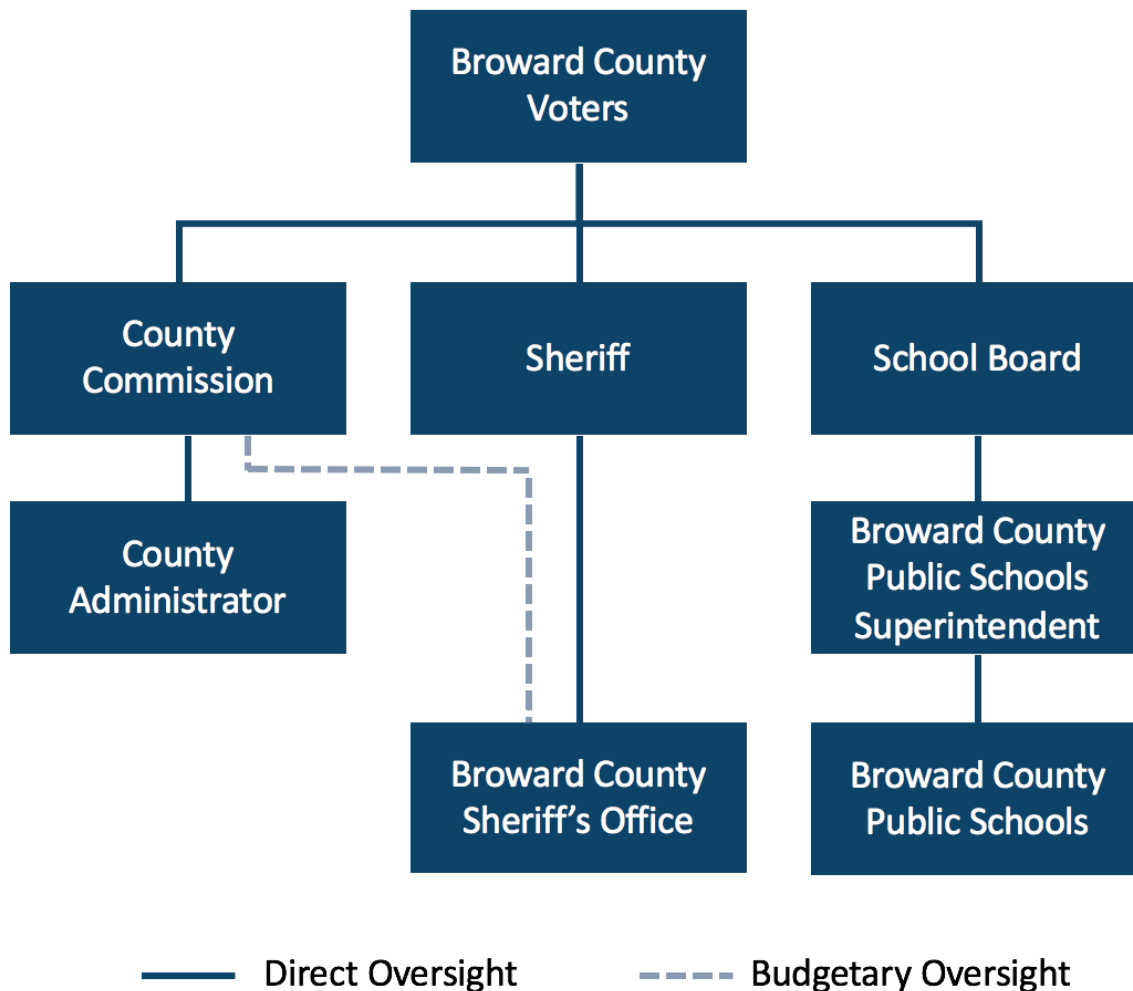 Broward County
Voters
County
Commission
Sheriff
School Board
County
Administrator
Broward County
Public Schools
Superintendent
Broward County
Sheriff’s Office
Broward County
Public Schools
Direct Oversight
Budgetary Oversight